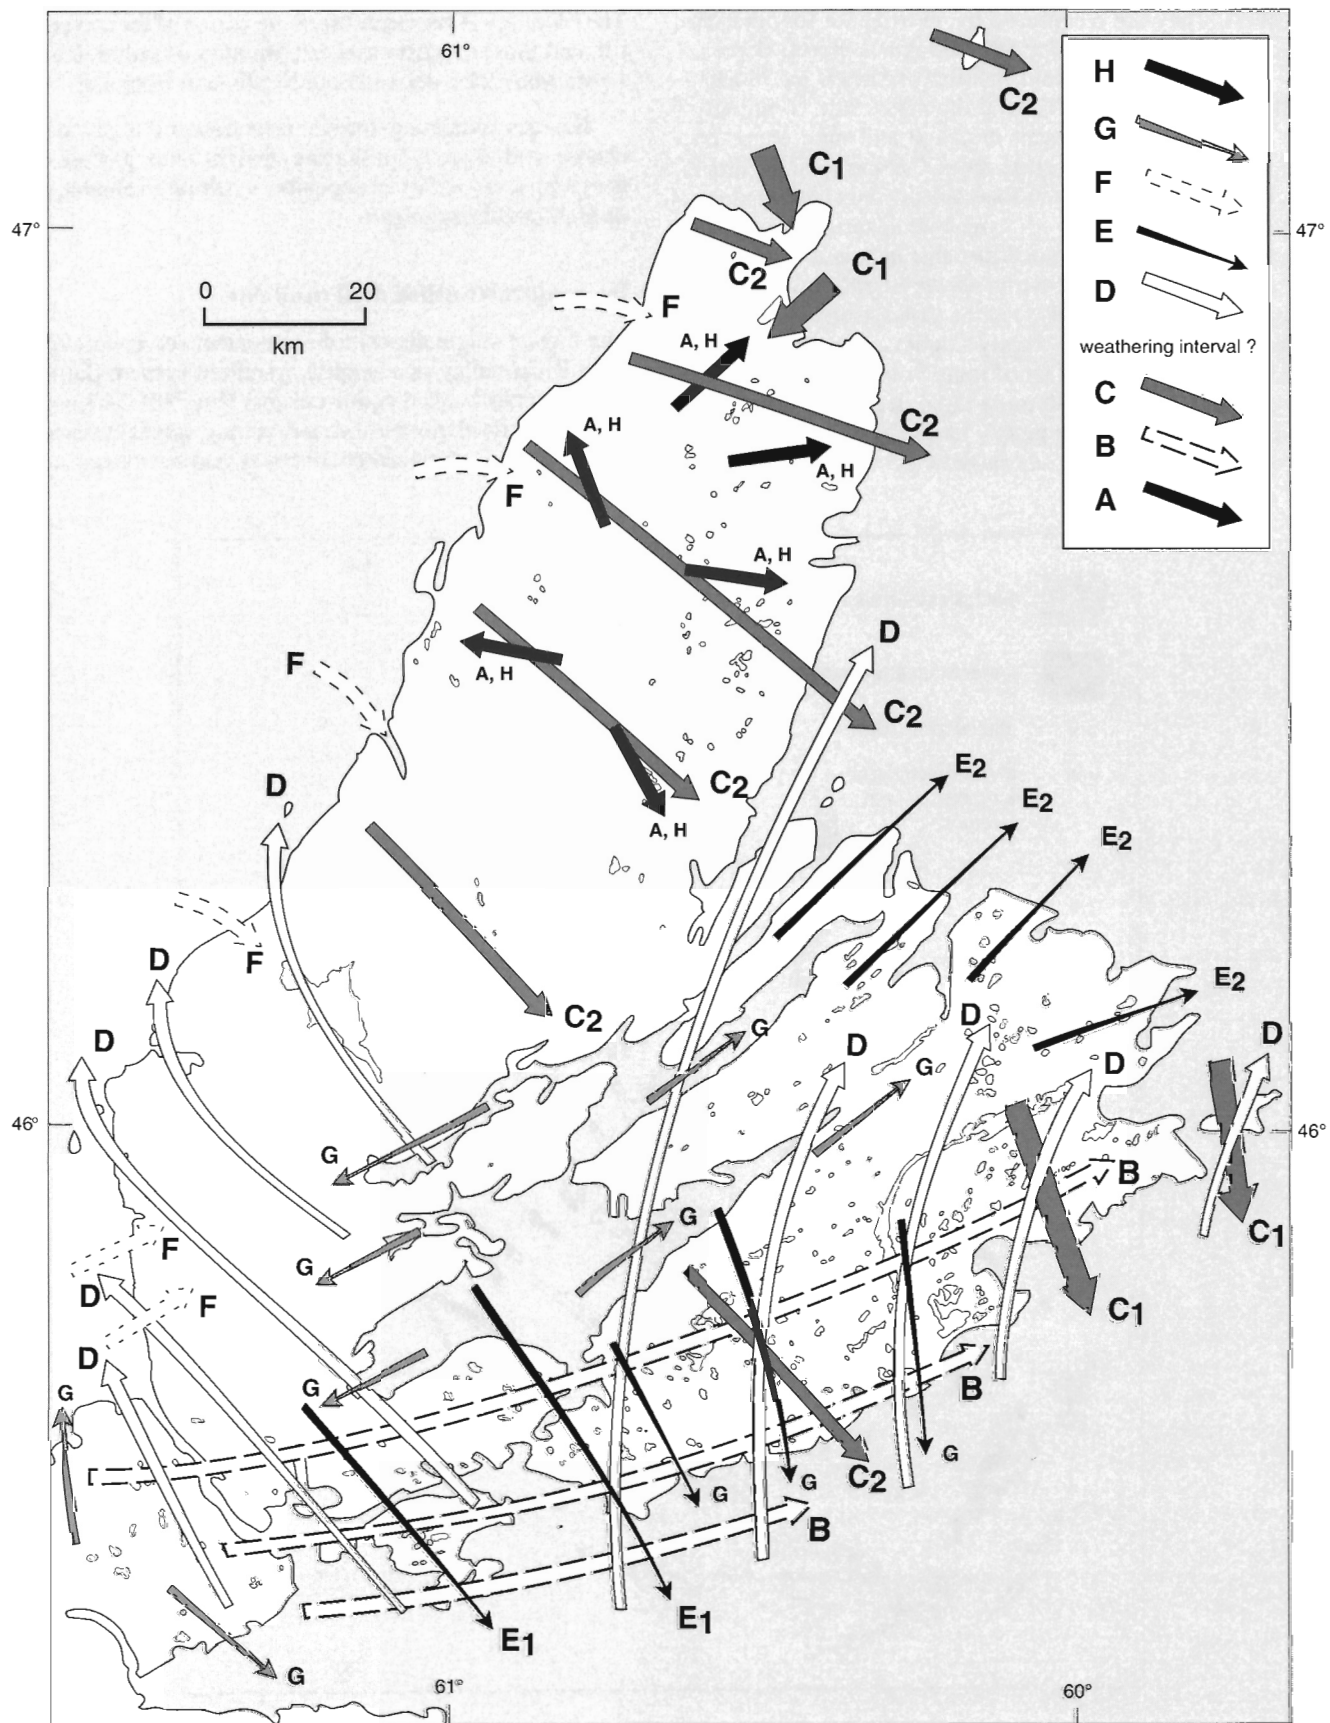 61°
C2
C1
47°
47°
C2
C1
0 20
km
F
A, H
C2
A, H
A, H
F
A, H
D
F
A, H
C2
E2
D
C2
E2
A, H
E2
D
F
C2
E2
G
D
D
D
D
G
46°
46°
G
B
G
F
G
C1
D
F
C1
D
G
G
B
G
C2
G
G
B
E1
E1
G
61°
60°
H
G
F
E
D
weathering interval ?
C
B
A